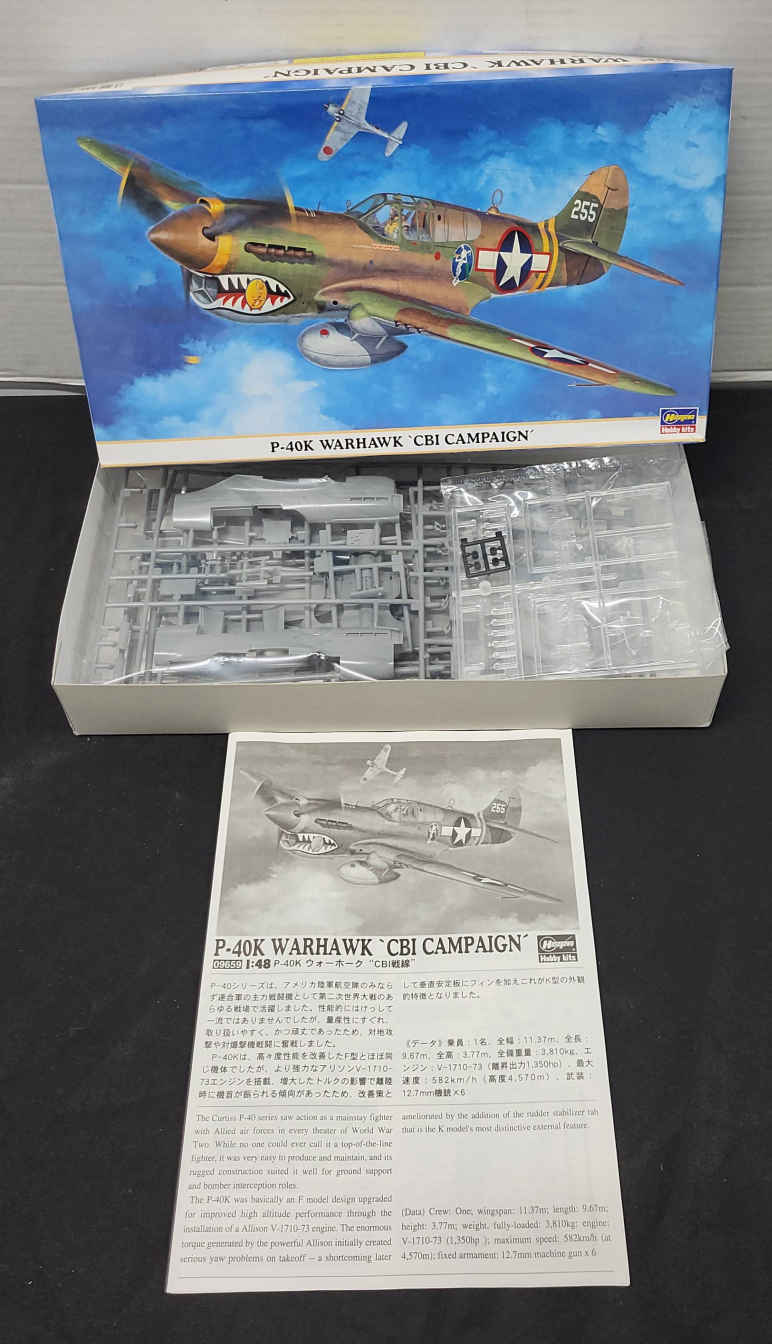 WARHAWK `CBI CAMPAIGN´
255
Hasegawa
Hobby kits
P-40K WARHAWK `CBI CAMPAIGN´
255
P-40K WARHAWK `CBI CAMPAIGN´
Hasegawa
Hobby kits
09659 1:48 P-40K ウォーホーク “CBI戦線”
P-40シリーズは、アメリカ陸軍航空隊のみなら
ず連合軍の主力戦闘機として第二次世界大戦のあ
らゆる戦場で活躍しました。性能的にはけっして
一流ではありませんでしたが、量産性にすぐれ、
取り扱いやすく、かつ頑丈であったため、対地攻
撃や対爆撃機戦闘に奮戦しました。
P-40Kは、高々度性能を改善したF型とほぼ同
じ機体でしたが、より強力なアリソンV-1710-
73エンジンを搭載、増大したトルクの影響で離陸
時に機首が振られる傾向があったため、改善策と
して垂直安定板にフィンを加えこれがK型の外観
的特徴となりました。
《データ》乗員：1名、全幅：11.37m、全長：
9.67m、全高：3.77m、全備重量：3,810kg、エ
ンジン：V-1710-73（離昇出力1,350hp）、最大
速度：582km/h（高度4,570m）、武装：
12.7mm機銃×6
The Curtiss P-40 series saw action as a mainstay fighter
with Allied air forces in every theater of World War
Two. While no one could ever call it a top-of-the-line
fighter, it was very easy to produce and maintain, and its
rugged construction suited it well for ground support
and bomber interception roles.
The P-40K was basically an F model design upgraded
for improved high altitude performance through the
installation of a Allison V-1710-73 engine. The enormous
torque generated by the powerful Allison initially created
serious yaw problems on takeoff – a shortcoming later
ameliorated by the addition of the rudder stabilizer tab
that is the K model's most distinctive external feature.
(Data) Crew: One; wingspan: 11.37m; length: 9.67m;
height: 3.77m; weight, fully-loaded: 3,810kg; engine:
V-1710-73 (1,350hp ); maximum speed: 582km/h (at
4,570m); fixed armament: 12.7mm machine gun x 6